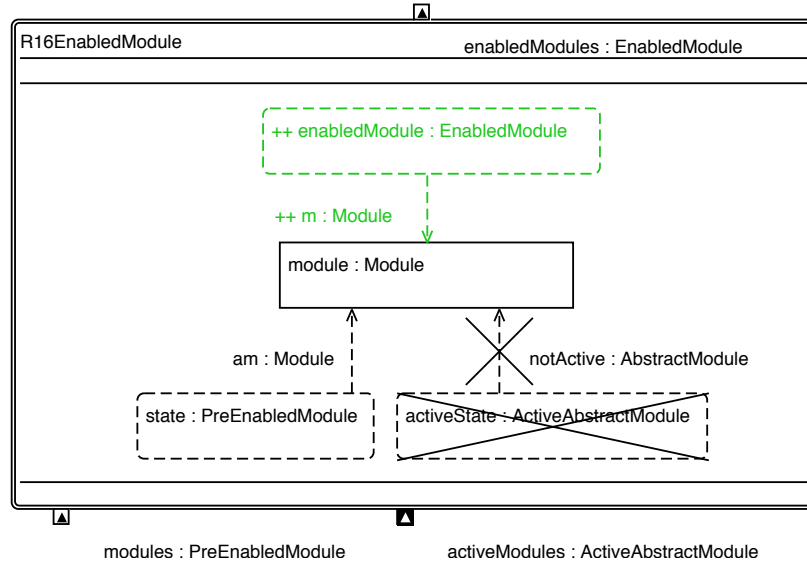 R16EnabledModule
enabledModules : EnabledModule
++ enabledModule : EnabledModule
++ m : Module
module : Module
am : Module
notActive : AbstractModule
state : PreEnabledModule
activeState : ActiveAbstractModule
modules : PreEnabledModule
activeModules : ActiveAbstractModule